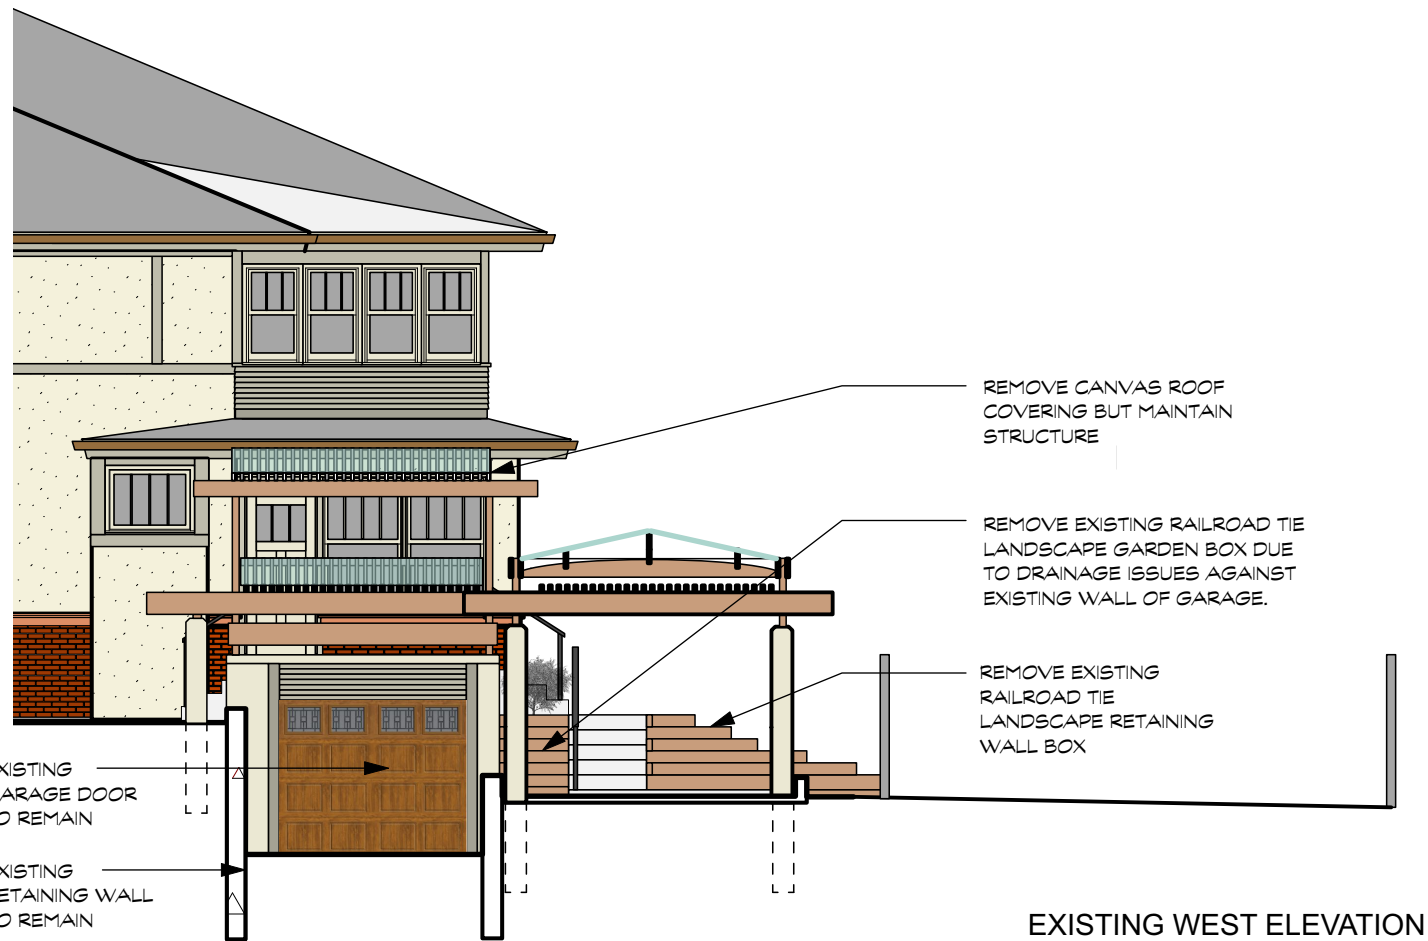 REMOVE CANVAS ROOF
COVERING BUT MAINTAIN
STRUCTURE
REMOVE EXISTING RAILROAD TIE
LANDSCAPE GARDEN BOX DUE
TO DRAINAGE ISSUES AGAINST
EXISTING WALL OF GARAGE.
REMOVE EXISTING
RAILROAD TIE
LANDSCAPE RETAINING
WALL BOX
XISTING
ARAGE DOOR
O REMAIN
XISTING
ETAINING WALL
O REMAIN
EXISTING WEST ELEVATION